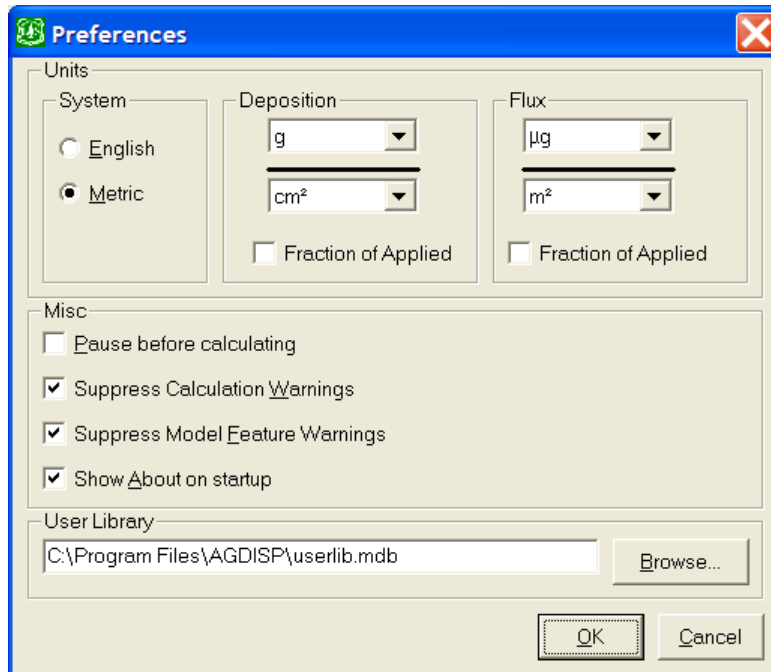 Preferences
Units
System
English
Metric
Deposition
g
cm²
Fraction of Applied
Flux
µg
m²
Fraction of Applied
Misc
Pause before calculating
Suppress Calculation Warnings
Suppress Model Feature Warnings
Show About on startup
User Library
C:\Program Files\AGDISP\userlib.mdb
Browse...
OK
Cancel